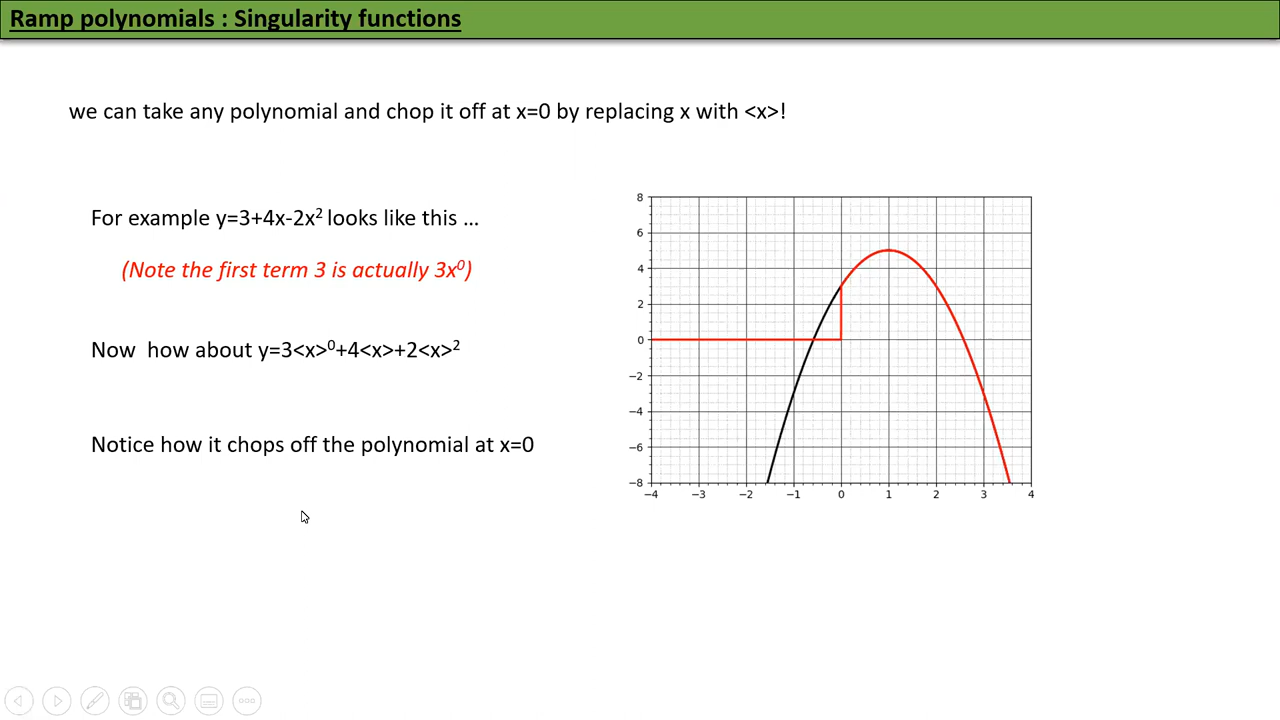 Ramp polynomials : Singularity functions
we can take any polynomial and chop it off at x=0 by replacing x with <x>!
For example y=3+4x-2x² looks like this ...
(Note the first term 3 is actually 3x⁰)
Now how about y=3<x>⁰+4<x>+2<x>²
Notice how it chops off the polynomial at x=0
8
6
4
2
0
−2
−4
−6
−8
−4 −3 −2 −1 0 1 2 3 4